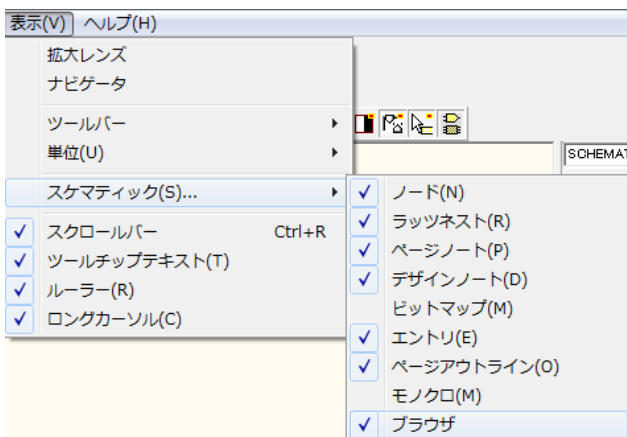 表示(V) ヘルプ(H)
拡大レンズ
ナビゲータ
ツールバー
単位(U)
SCHEMAT
スケマティック(S)...
スクロールバー Ctrl+R
ツールチップテキスト(T)
ルーラー(R)
ロングカーソル(C)
ノード(N)
ラッツネスト(R)
ページノート(P)
デザインノート(D)
ビットマップ(M)
エントリ(E)
ページアウトライン(O)
モノクロ(M)
ブラウザ